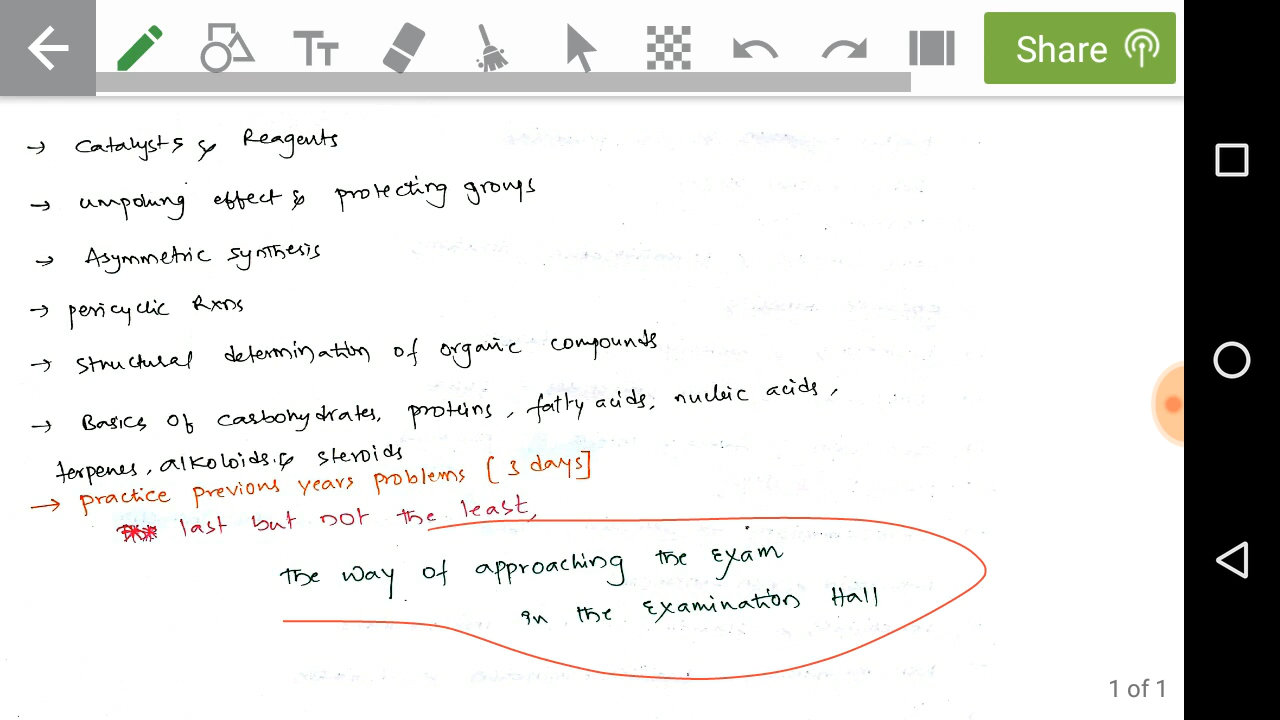 Share
→ Catalysts & Reagents
→ umpolung effect & protecting groups
→ Asymmetric synthesis
→ pericyclic Rxns
→ structural determination of organic compounds
→ Basics of carbohydrates, proteins, fatty acids, nucleic acids,
terpenes, alkoloids & steroids
→ practice previous years problems [3 days]
** last but not the least,
the way of approaching the Exam
in the Examination Hall
1 of 1